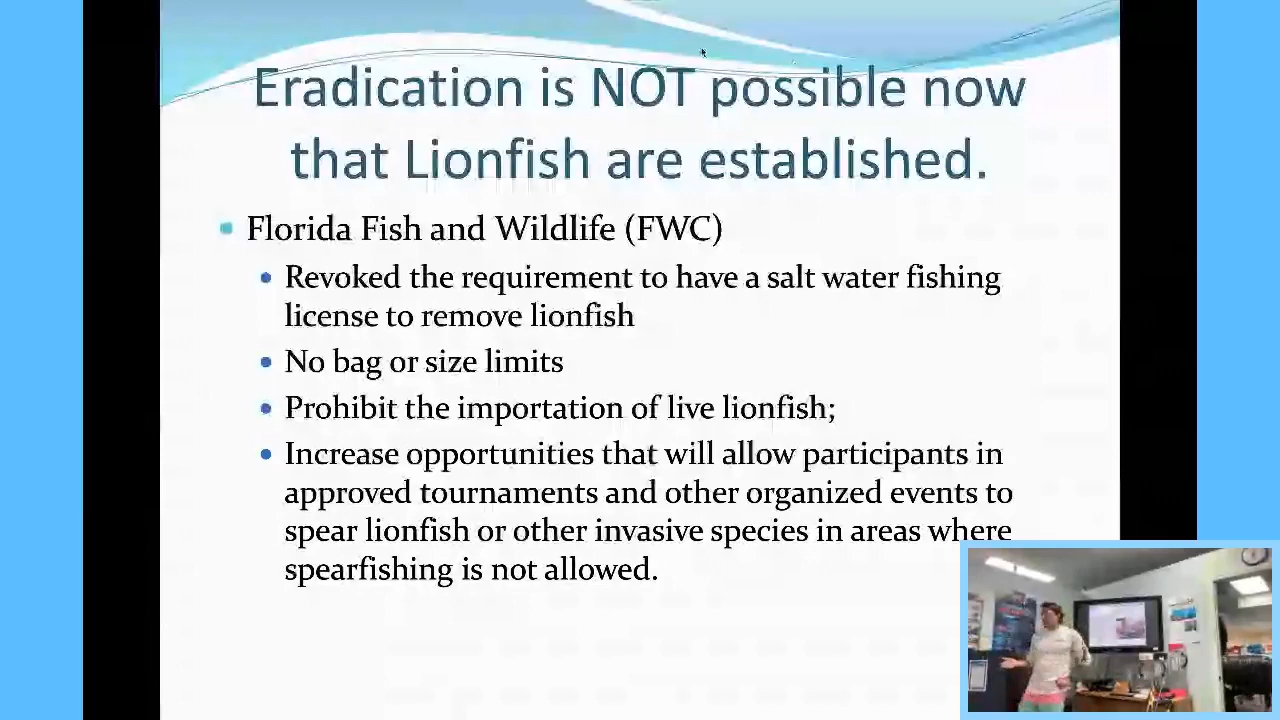 Eradication is NOT possible now
that Lionfish are established.
Florida Fish and Wildlife (FWC)
Revoked the requirement to have a salt water fishing
license to remove lionfish
No bag or size limits
Prohibit the importation of live lionfish;
Increase opportunities that will allow participants in
approved tournaments and other organized events to
spear lionfish or other invasive species in areas where
spearfishing is not allowed.